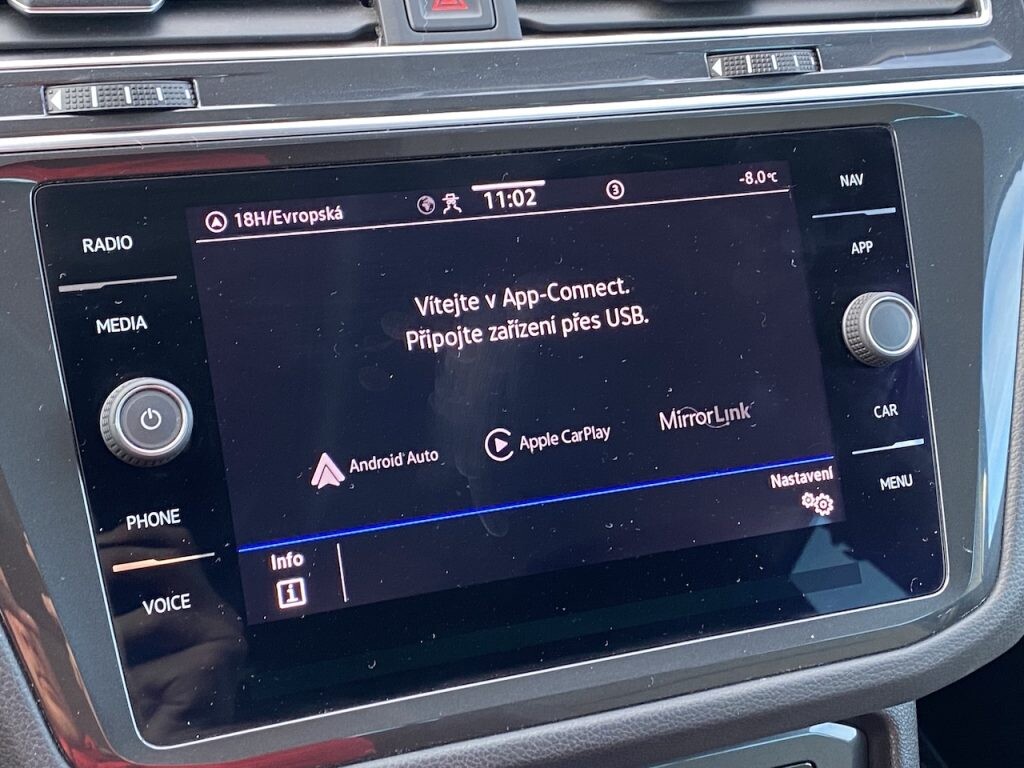 18H/Evropská
11:02
3
-8,0°C
Vítejte v App-Connect.
Připojte zařízení přes USB.
Android Auto
Apple CarPlay
MirrorLink
Nastavení
Info
i
RADIO
MEDIA
PHONE
VOICE
NAV
APP
CAR
MENU